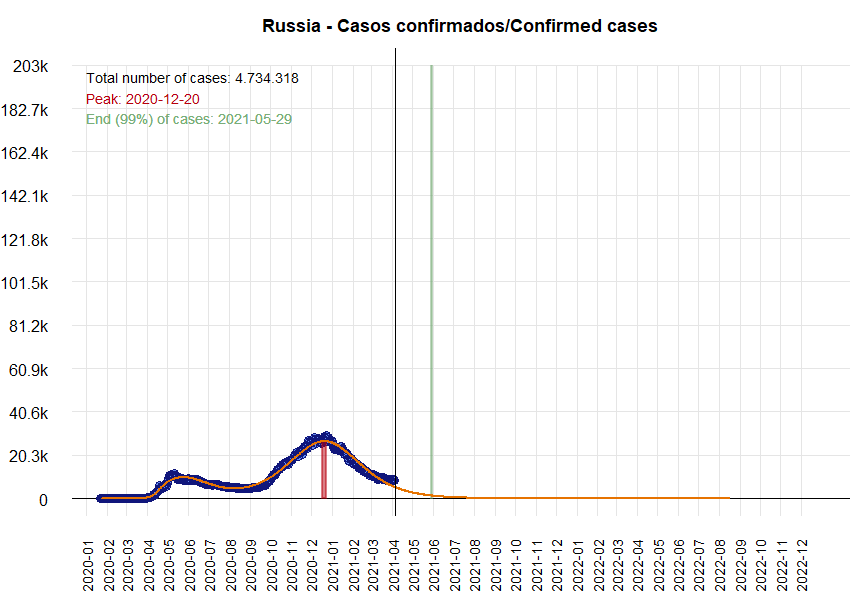 Russia - Casos confirmados/Confirmed cases
203k
182.7k
162.4k
142.1k
121.8k
101.5k
81.2k
60.9k
40.6k
20.3k
0
Total number of cases: 4.734.318
Peak: 2020-12-20
End (99%) of cases: 2021-05-29
2020-01
2020-02
2020-03
2020-04
2020-05
2020-06
2020-07
2020-08
2020-09
2020-10
2020-11
2020-12
2021-01
2021-02
2021-03
2021-04
2021-05
2021-06
2021-07
2021-08
2021-09
2021-10
2021-11
2021-12
2022-01
2022-02
2022-03
2022-04
2022-05
2022-06
2022-07
2022-08
2022-09
2022-10
2022-11
2022-12